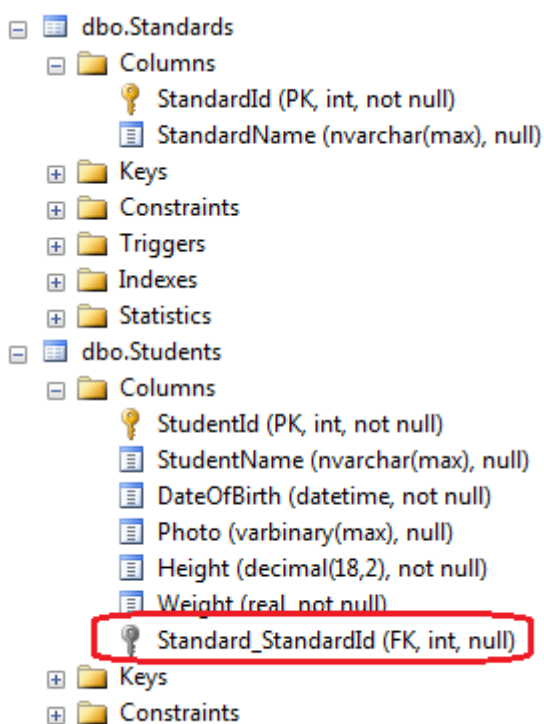 dbo.Standards
Columns
StandardId (PK, int, not null)
StandardName (nvarchar(max), null)
Keys
Constraints
Triggers
Indexes
Statistics
dbo.Students
Columns
StudentId (PK, int, not null)
StudentName (nvarchar(max), null)
DateOfBirth (datetime, not null)
Photo (varbinary(max), null)
Height (decimal(18,2), not null)
Weight (real, not null)
Standard_StandardId (FK, int, null)
Keys
Constraints